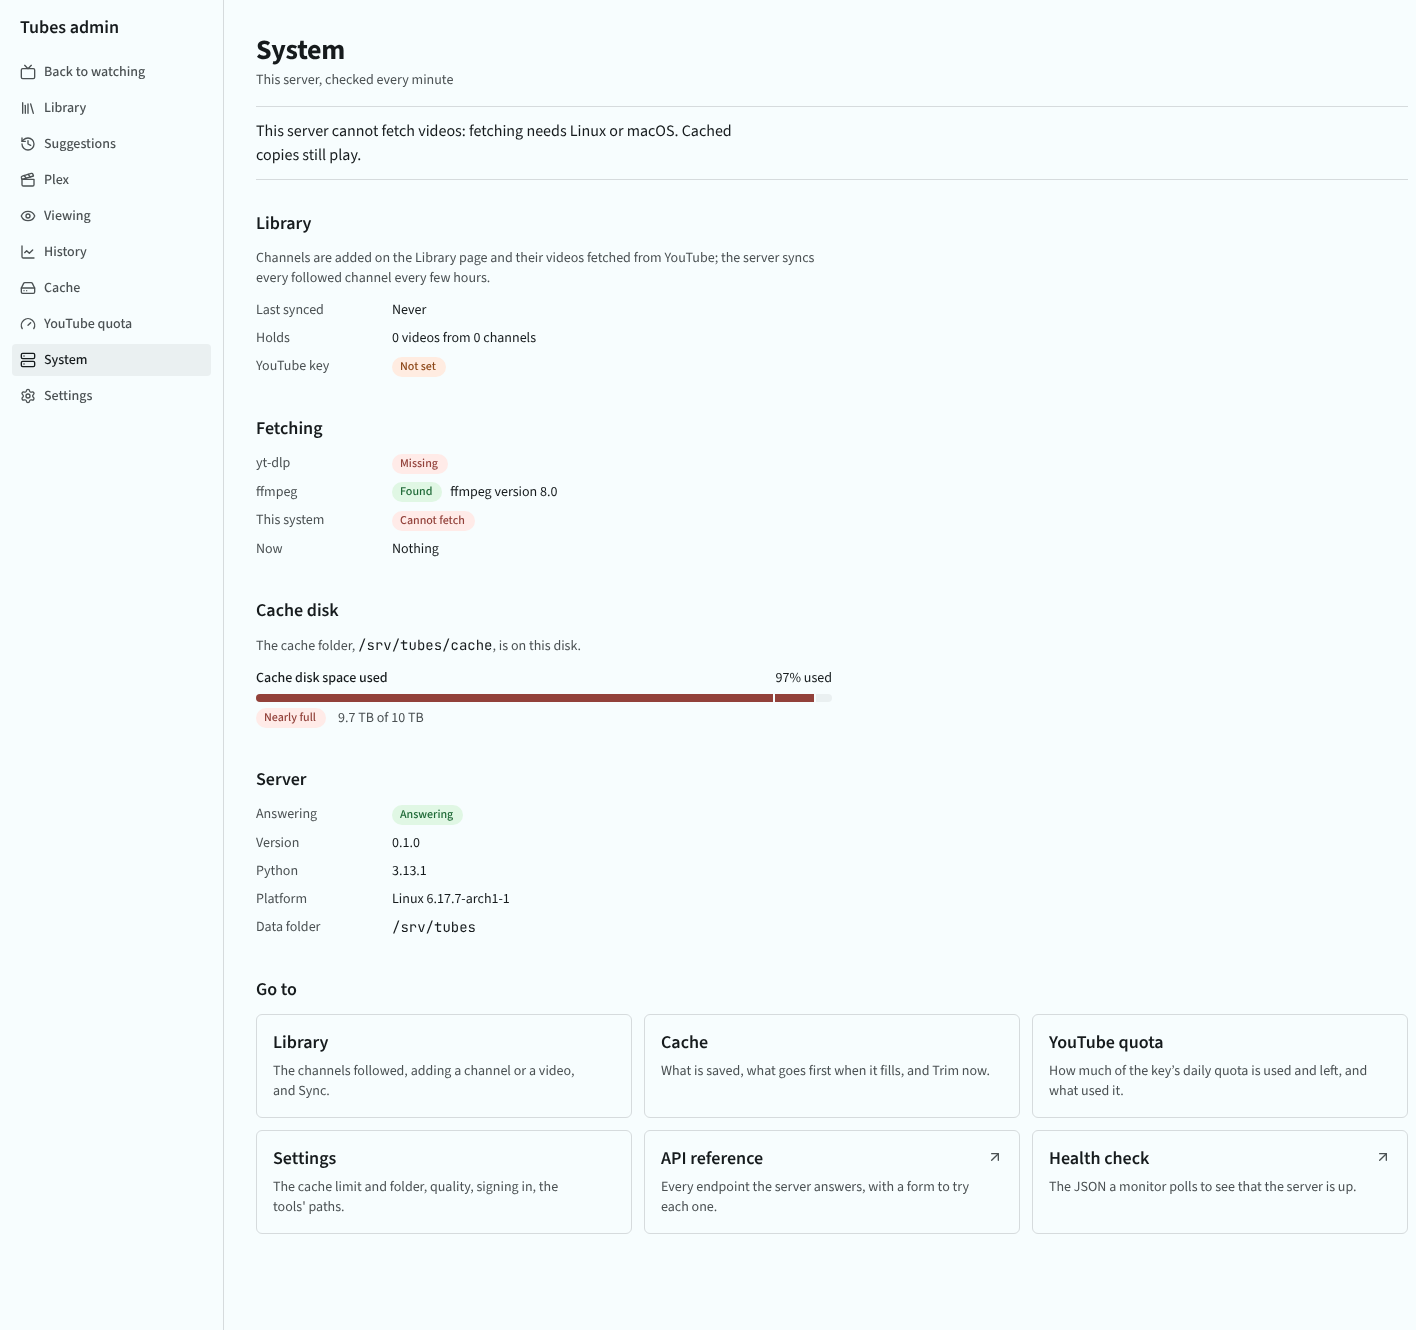 Tubes admin
Back to watching
Library
Suggestions
Plex
Viewing
History
Cache
YouTube quota
System
Settings
System
This server, checked every minute
This server cannot fetch videos: fetching needs Linux or macOS. Cached
copies still play.
Library
Channels are added on the Library page and their videos fetched from YouTube; the server syncs
every followed channel every few hours.
Last synced Never
Holds 0 videos from 0 channels
YouTube key Not set
Fetching
yt-dlp Missing
ffmpeg Found ffmpeg version 8.0
This system Cannot fetch
Now Nothing
Cache disk
The cache folder, /srv/tubes/cache, is on this disk.
Cache disk space used 97% used
Nearly full 9.7 TB of 10 TB
Server
Answering Answering
Version 0.1.0
Python 3.13.1
Platform Linux 6.17.7-arch1-1
Data folder /srv/tubes
Go to
Library
The channels followed, adding a channel or a video,
and Sync.
Cache
What is saved, what goes first when it fills, and Trim now.
YouTube quota
How much of the key’s daily quota is used and left, and
what used it.
Settings
The cache limit and folder, quality, signing in, the
tools' paths.
API reference
Every endpoint the server answers, with a form to try
each one.
Health check
The JSON a monitor polls to see that the server is up.